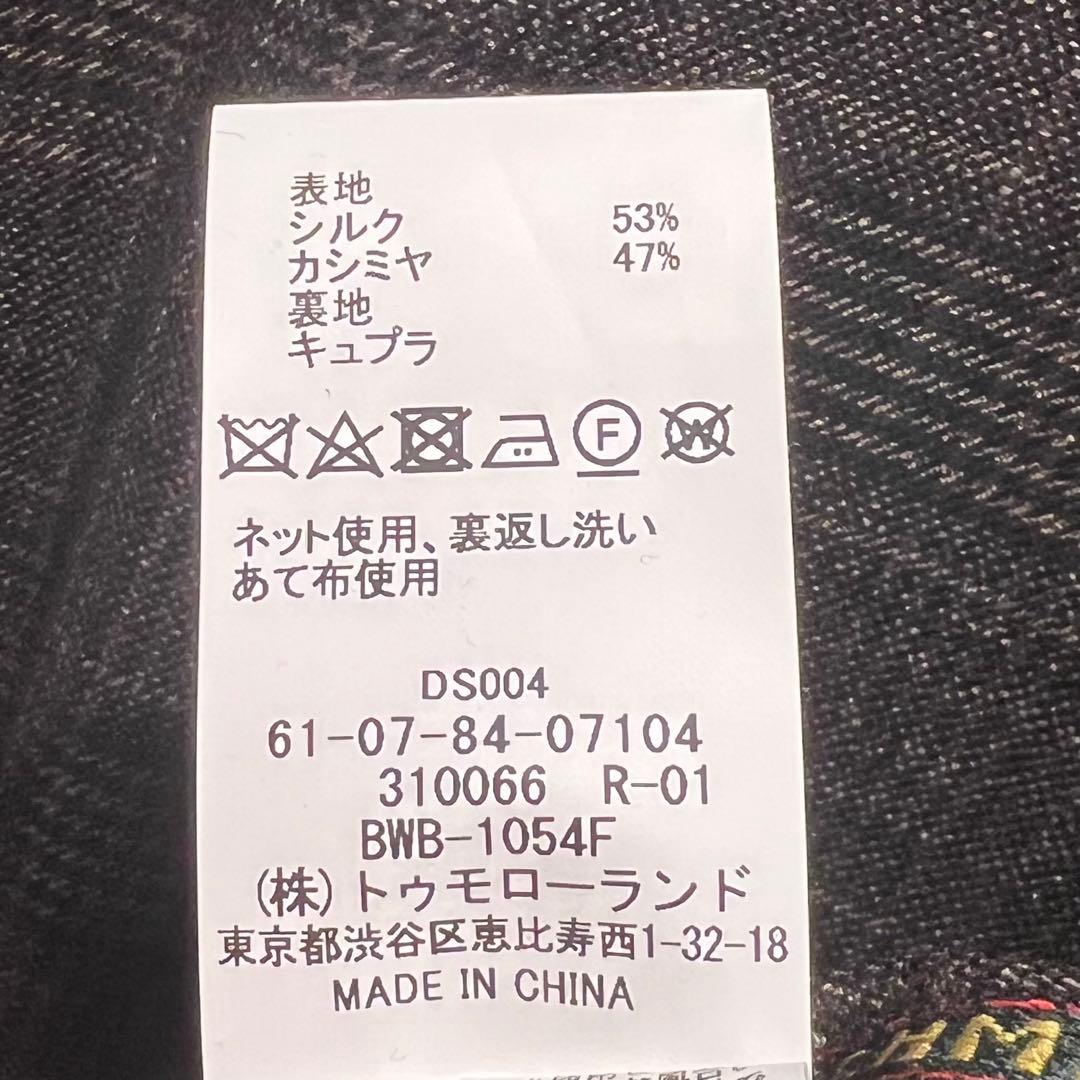 表地
シルク 53%
カシミヤ 47%
裏地
キュプラ
F W
ネット使用、裏返し洗い
あて布使用
DS004
61-07-84-07104
310066 R-01
BWB-1054F
(株)トゥモローランド
東京都渋谷区恵比寿西1-32-18
MADE IN CHINA